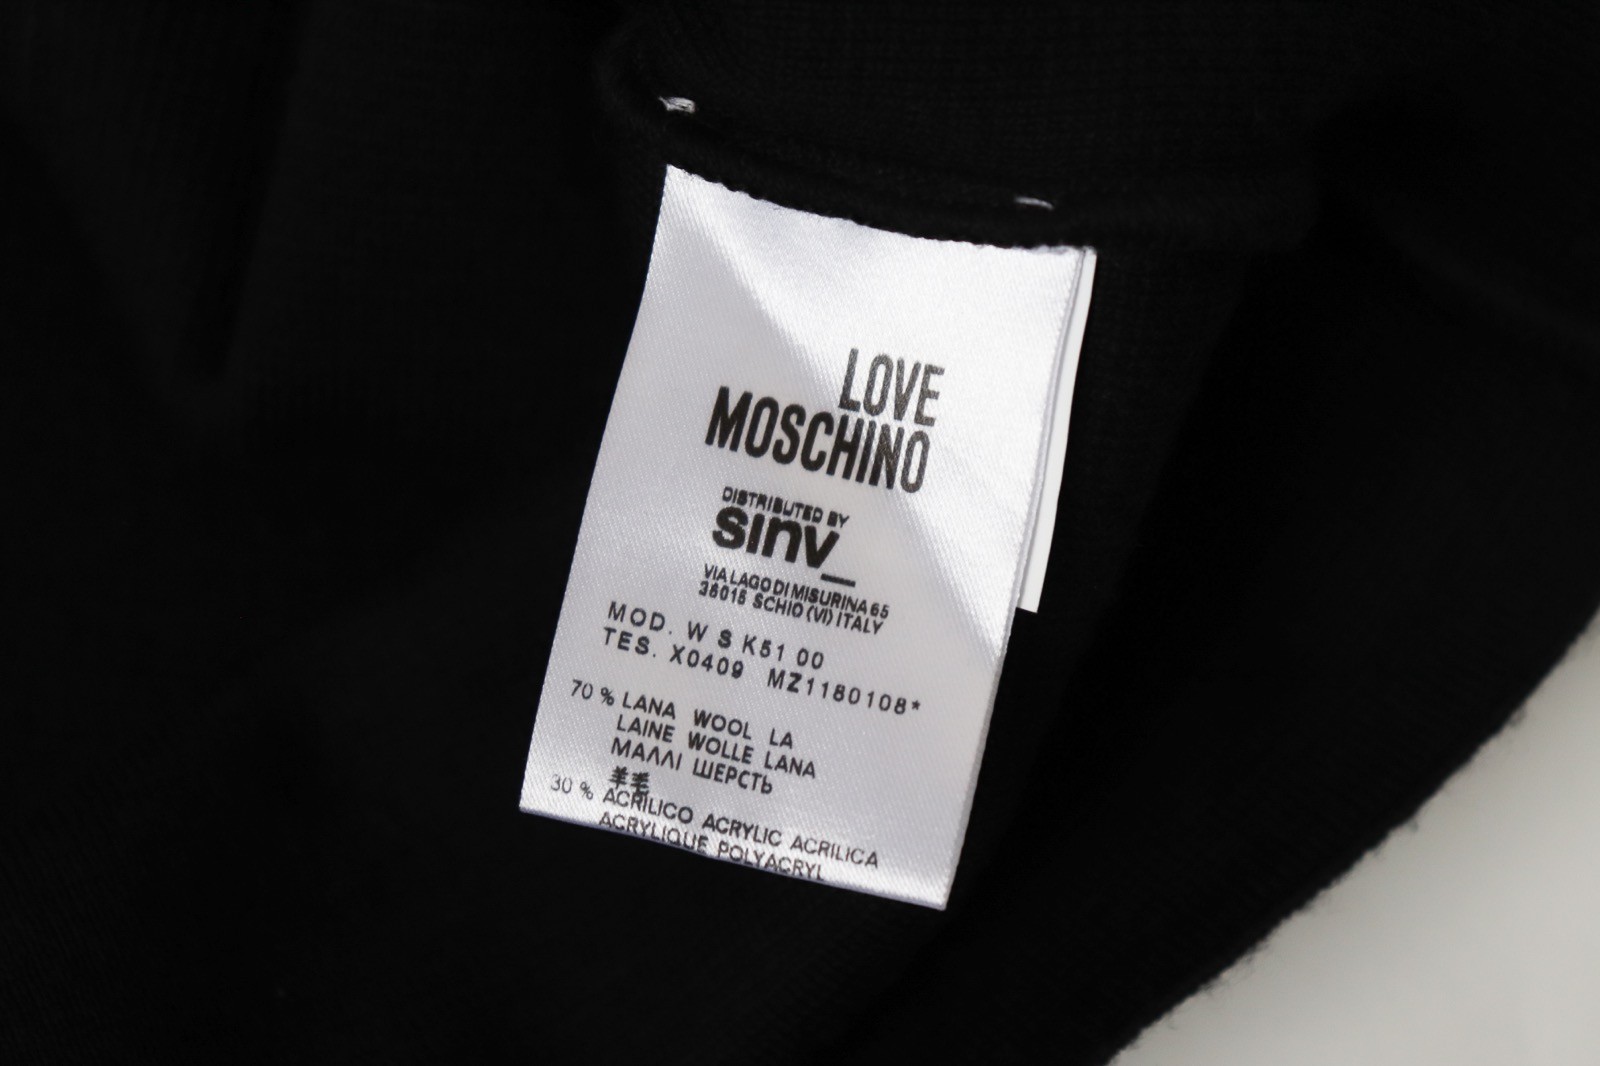 LOVE
MOSCHINO
DISTRIBUTED BY
sinv_
VIA LAGO DI MISURINA 65
36015 SCHIO (VI) ITALY
MOD. W S K51 00
TES. X0409 MZ1180108*
70 % LANA WOOL LA
LAINE WOLLE LANA
ΜΑΛΛΙ ШЕРСТЬ
羊毛
30 % ACRILICO ACRYLIC ACRILICA
ACRYLIQUE POLYACRYL